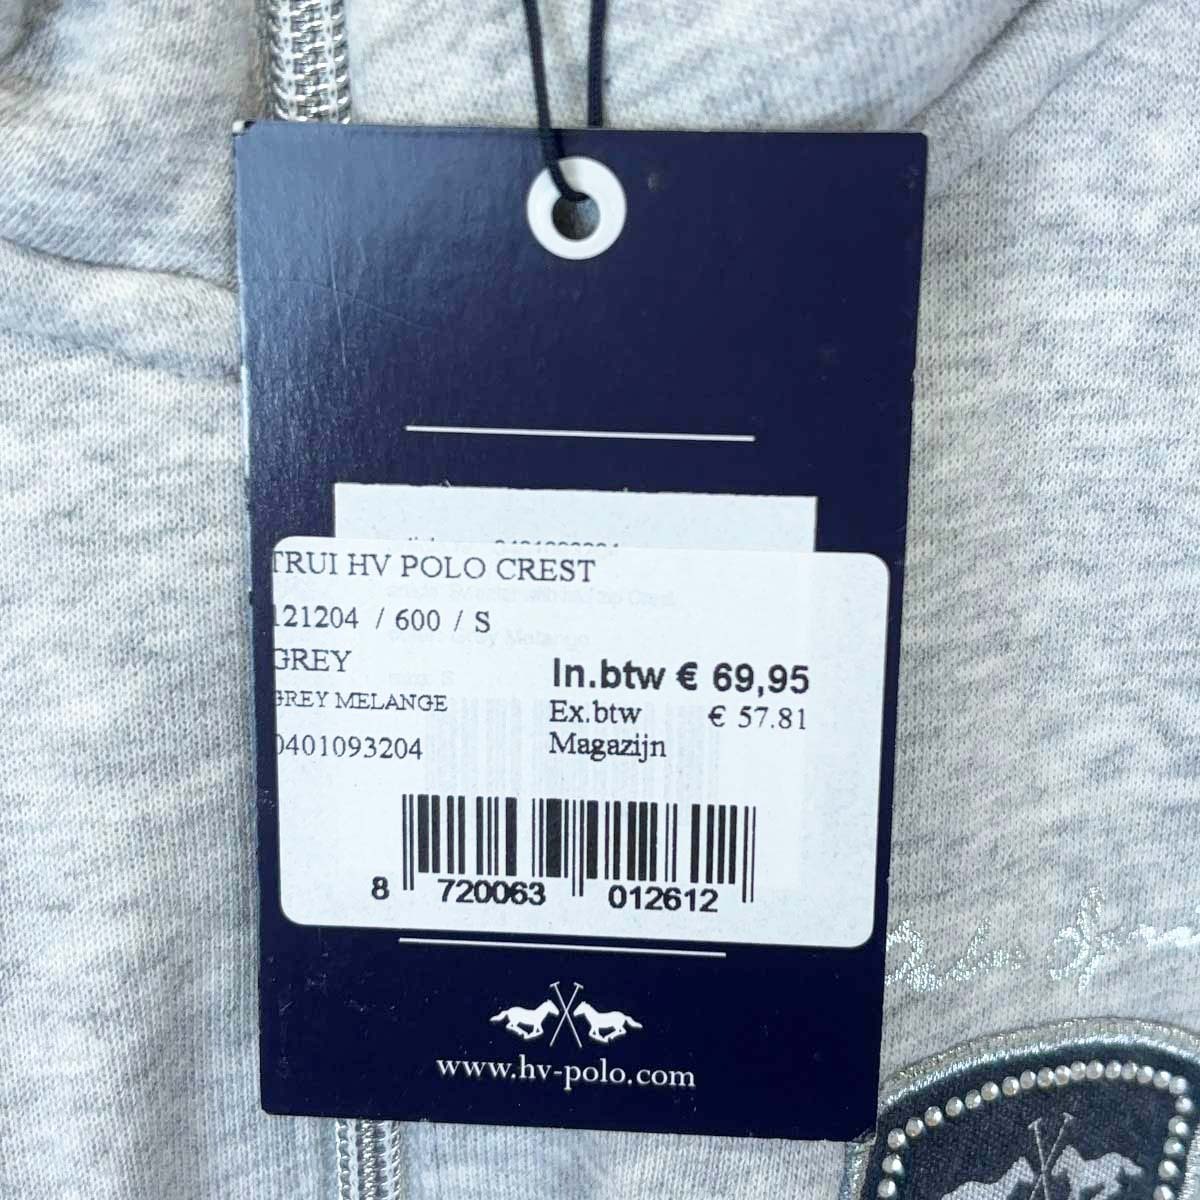 TRUI HV POLO CREST
121204 / 600 / S
GREY
GREY MELANGE
0401093204
In.btw € 69,95
Ex.btw € 57.81
Magazijn
8 720063 012612
www.hv-polo.com